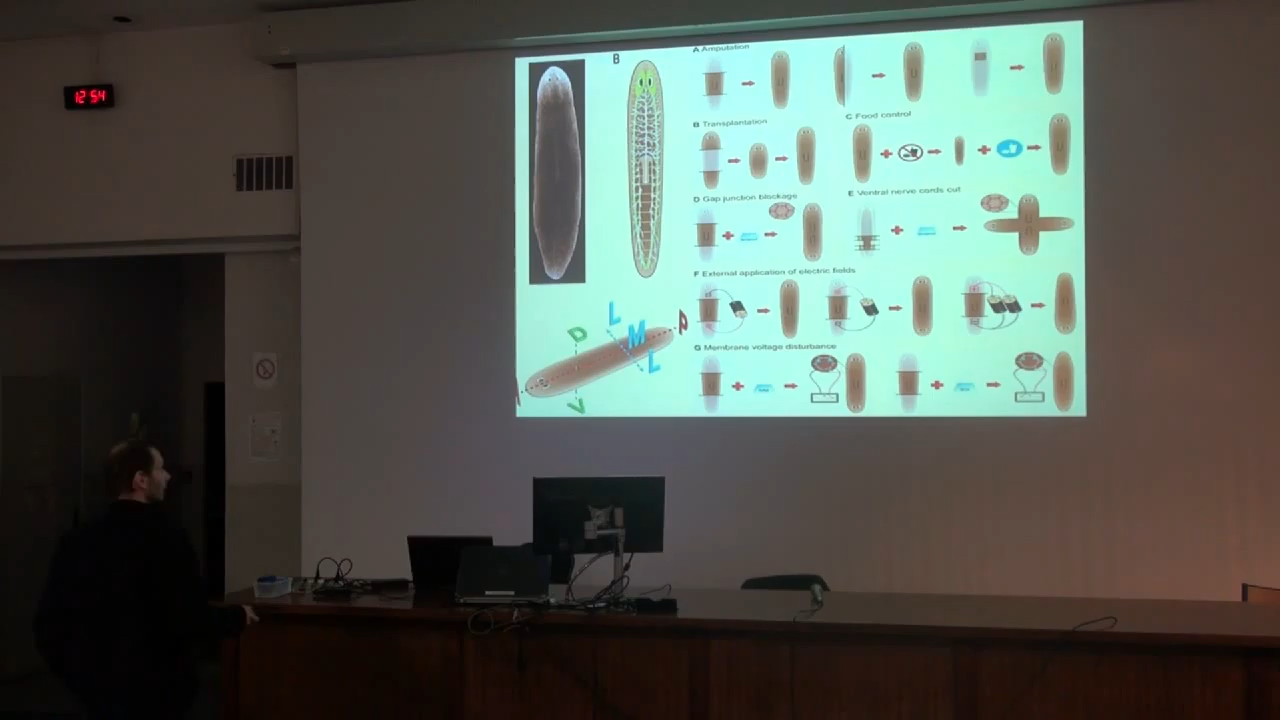 12 54
B
A Amputation
B Transplantation
C Food control
D Gap junction blockage
E Ventral nerve cords cut
F External application of electric fields
G Membrane voltage disturbance
L
D
M
P
L
V